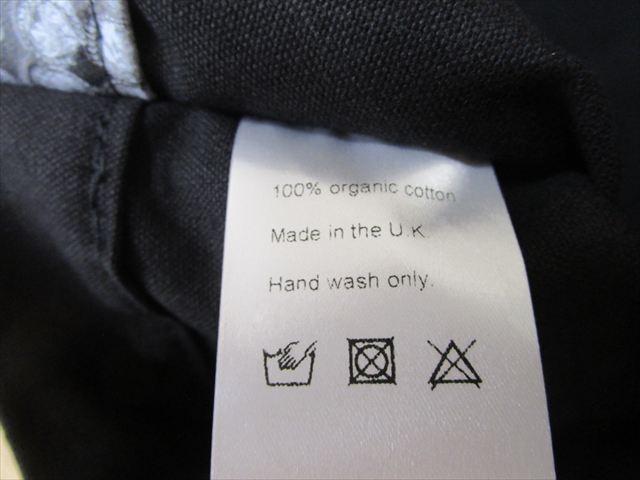 100% organic cotton
Made in the U.K.
Hand wash only.